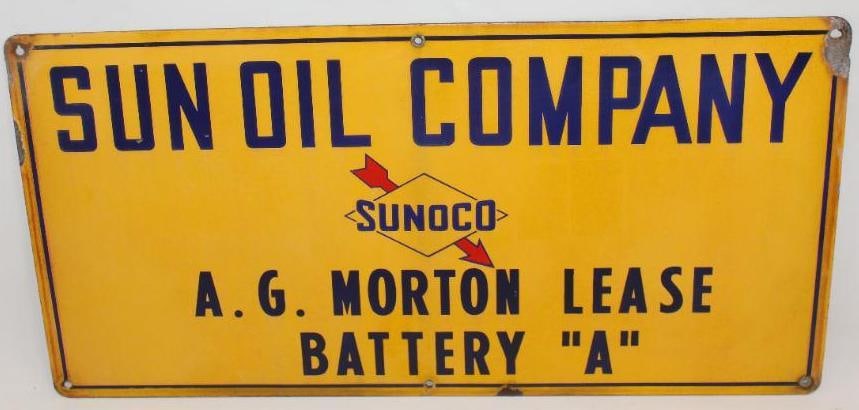 SUN OIL COMPANY
SUNOCO
A. G. MORTON LEASE
BATTERY "A"